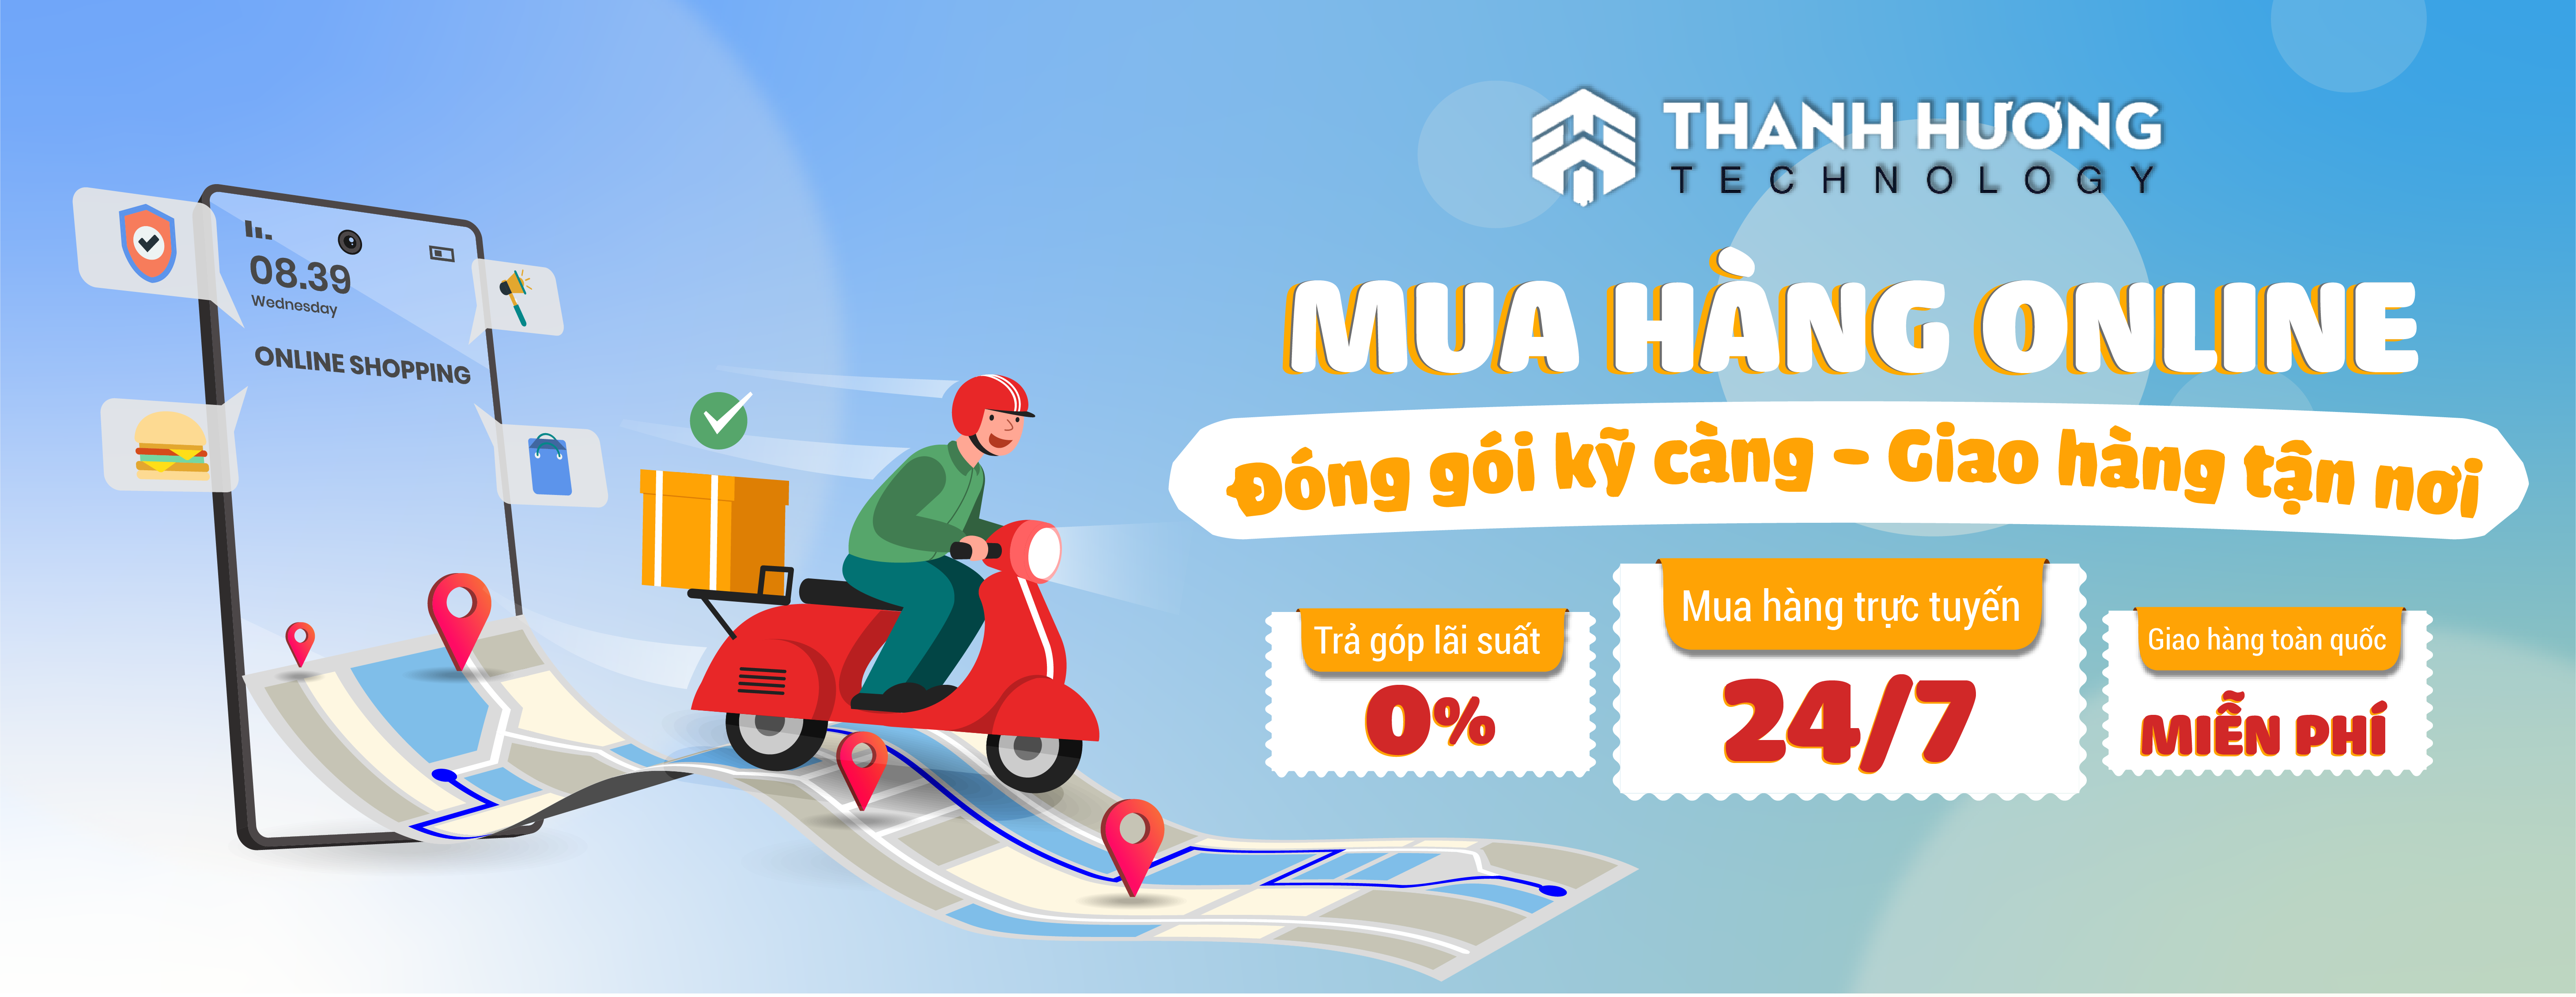 08.39
Wednesday
ONLINE SHOPPING
THANH HƯƠNG
TECHNOLOGY
MUA HÀNG ONLINE
Đóng gói kỹ càng - Giao hàng tận nơi
Trả góp lãi suất
0%
Mua hàng trực tuyến
24/7
Giao hàng toàn quốc
MIỄN PHÍ